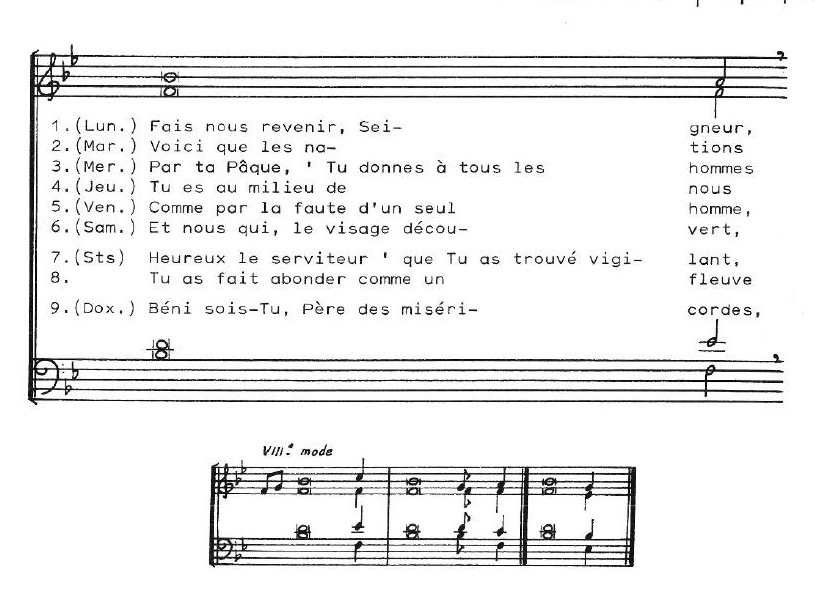 1.(Lun.) Fais nous revenir, Sei- gneur,
2.(Mar.) Voici que les na- tions
3.(Mer.) Par ta Pâque, ' Tu donnes à tous les hommes
4.(Jeu.) Tu es au milieu de nous
5.(Ven.) Comme par la faute d'un seul homme,
6.(Sam.) Et nous qui, le visage décou- vert,
7.(Sts) Heureux le serviteur ' que Tu as trouvé vigi- lant,
8. Tu as fait abonder comme un fleuve
9.(Dox.) Béni sois-Tu, Père des miséri- cordes,
VIII.e mode